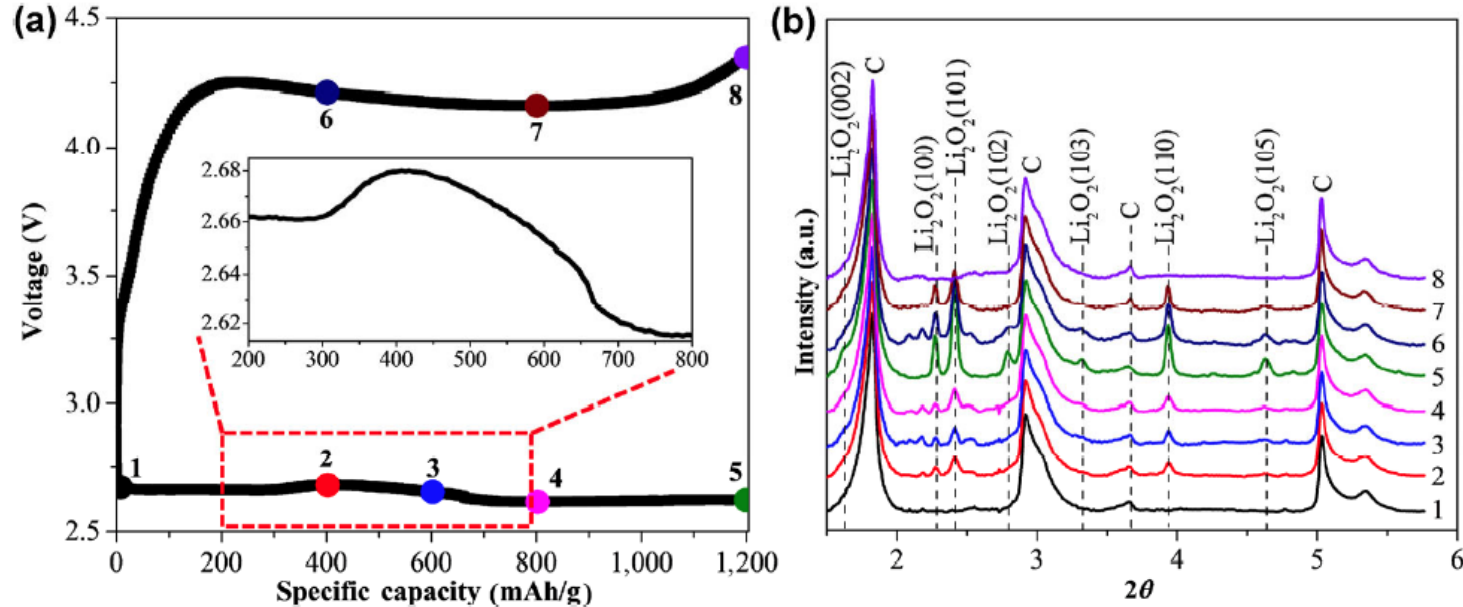 (a)
4.5
4.0
3.5
3.0
2.5
Voltage (V)
0
200
400
600
800
1,000
1,200
Specific capacity (mAh/g)
1
2
3
4
5
6
7
8
2.68
2.66
2.64
2.62
200
300
400
500
600
700
800
(b)
Intensity (a.u.)
Li₂O₂(002)
C
Li₂O₂(100)
Li₂O₂(101)
Li₂O₂(102)
C
Li₂O₂(103)
C
Li₂O₂(110)
Li₂O₂(105)
C
8
7
6
5
4
3
2
1
2
3
4
5
6
2θ